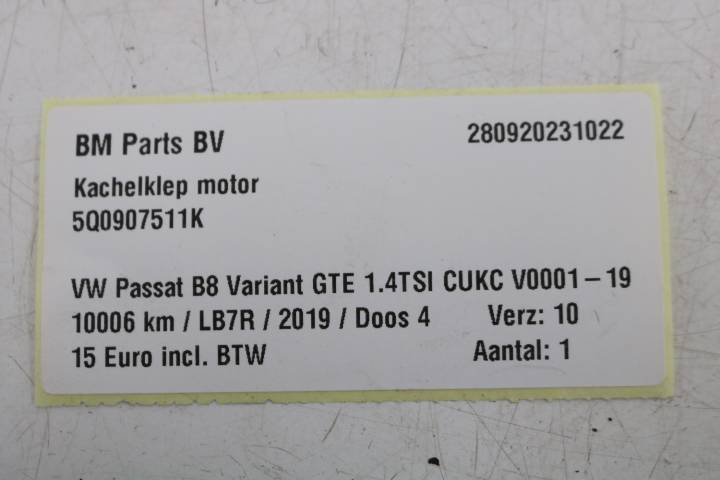 BM Parts BV 280920231022
Kachelklep motor
5Q0907511K
VW Passat B8 Variant GTE 1.4TSI CUKC V0001-19
10006 km / LB7R / 2019 / Doos 4 Verz: 10
15 Euro incl. BTW Aantal: 1